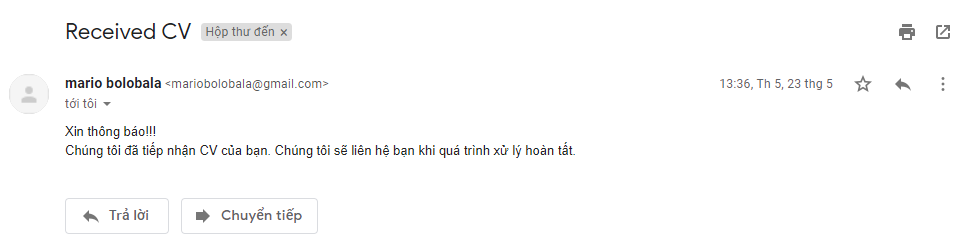 Received CV Hộp thư đến ×
mario bolobala <mariobolobala@gmail.com> 13:36, Th 5, 23 thg 5
tới tôi
Xin thông báo!!!
Chúng tôi đã tiếp nhận CV của bạn. Chúng tôi sẽ liên hệ bạn khi quá trình xử lý hoàn tất.
Trả lời Chuyển tiếp